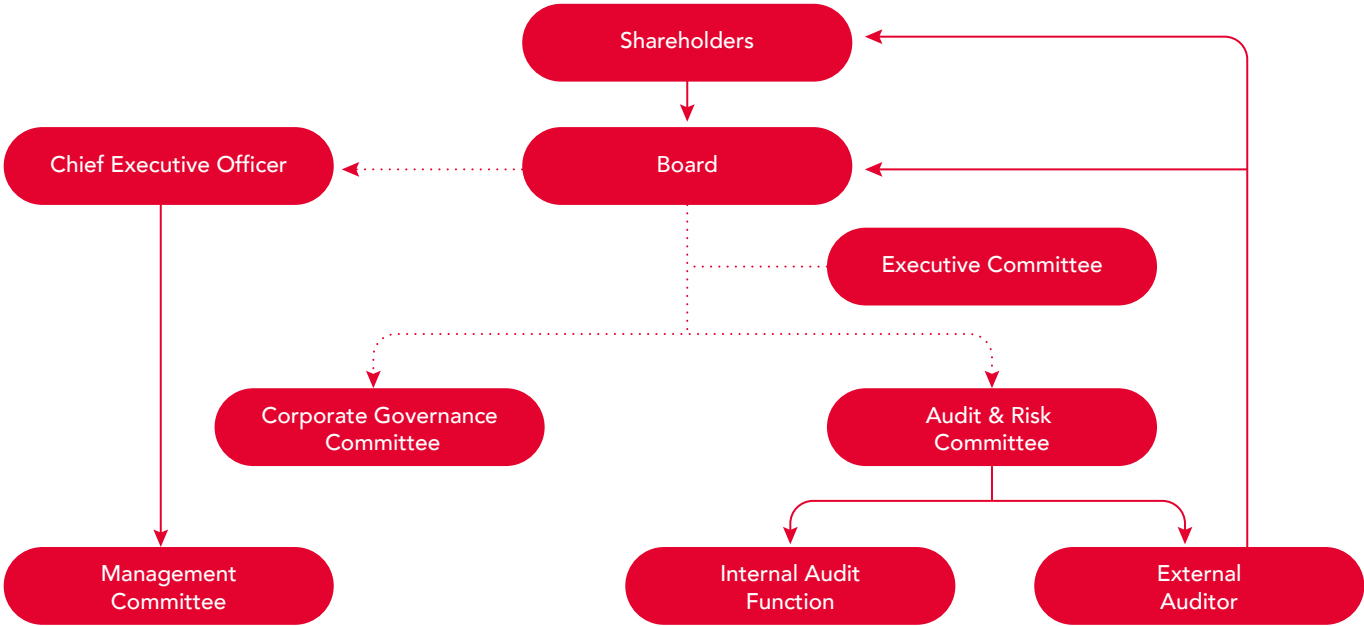 Shareholders
Chief Executive Officer
Board
Executive Committee
Corporate Governance
Committee
Audit & Risk
Committee
Management
Committee
Internal Audit
Function
External
Auditor